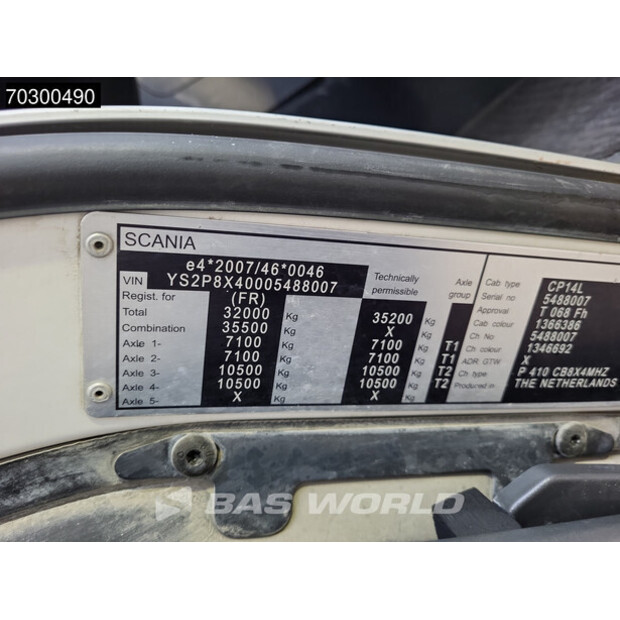 70300490
SCANIA
e4*2007/46*0046
VIN YS2P8X40005488007
Regist. for (FR)
Total 32000 Kg
Combination 35500 Kg
Axle 1- 7100 Kg
Axle 2- 7100 Kg
Axle 3- 10500 Kg
Axle 4- 10500 Kg
Axle 5- X
Technically permissible
35200 Kg
X Kg
7100 Kg
7100 Kg
10500 Kg
10500 Kg
X
Axle group
T1
T1
T2
T2
Cab type CP14L
Serial no 5488007
Approval T 068 Fh
Cab colour 1366386
Ch No 5488007
Ch colour 1346692
ADR GTW X
Ch type P 410 CB8X4MHZ
Produced in THE NETHERLANDS
BAS WORLD